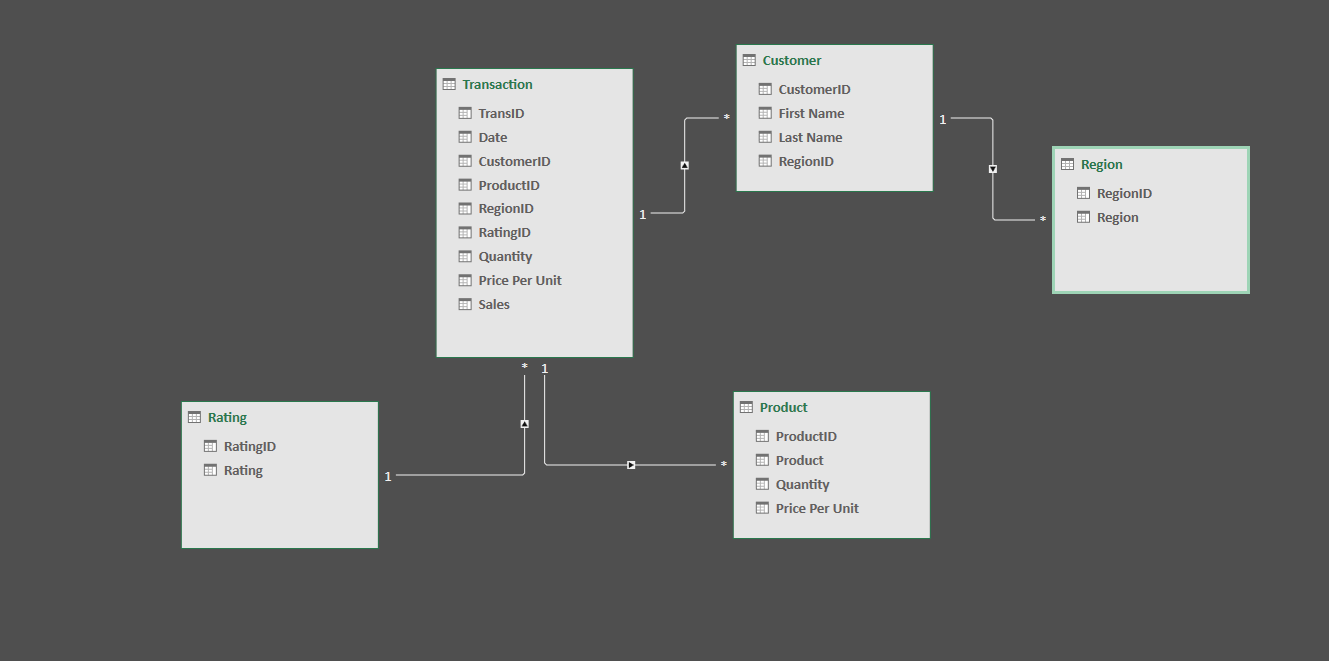 Transaction
TransID
Date
CustomerID
ProductID
RegionID
RatingID
Quantity
Price Per Unit
Sales
Customer
CustomerID
First Name
Last Name
RegionID
Region
RegionID
Region
1
*
1
*
*
1
Rating
RatingID
Rating
1
Product
ProductID
Product
Quantity
Price Per Unit
*